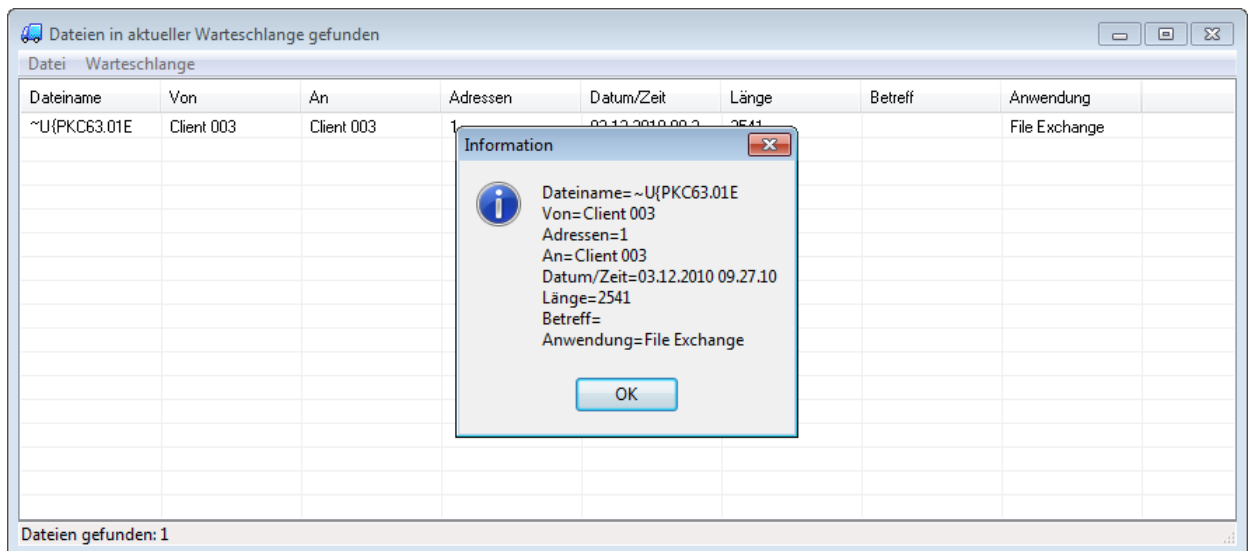 Dateien in aktueller Warteschlange gefunden
Datei Warteschlange
Dateiname Von An Adressen Datum/Zeit Länge Betreff Anwendung
~U{PKC63.01E Client 003 Client 003 1 File Exchange
Information
Dateiname=~U{PKC63.01E
Von=Client 003
Adressen=1
An=Client 003
Datum/Zeit=03.12.2010 09.27.10
Länge=2541
Betreff=
Anwendung=File Exchange
OK
Dateien gefunden: 1